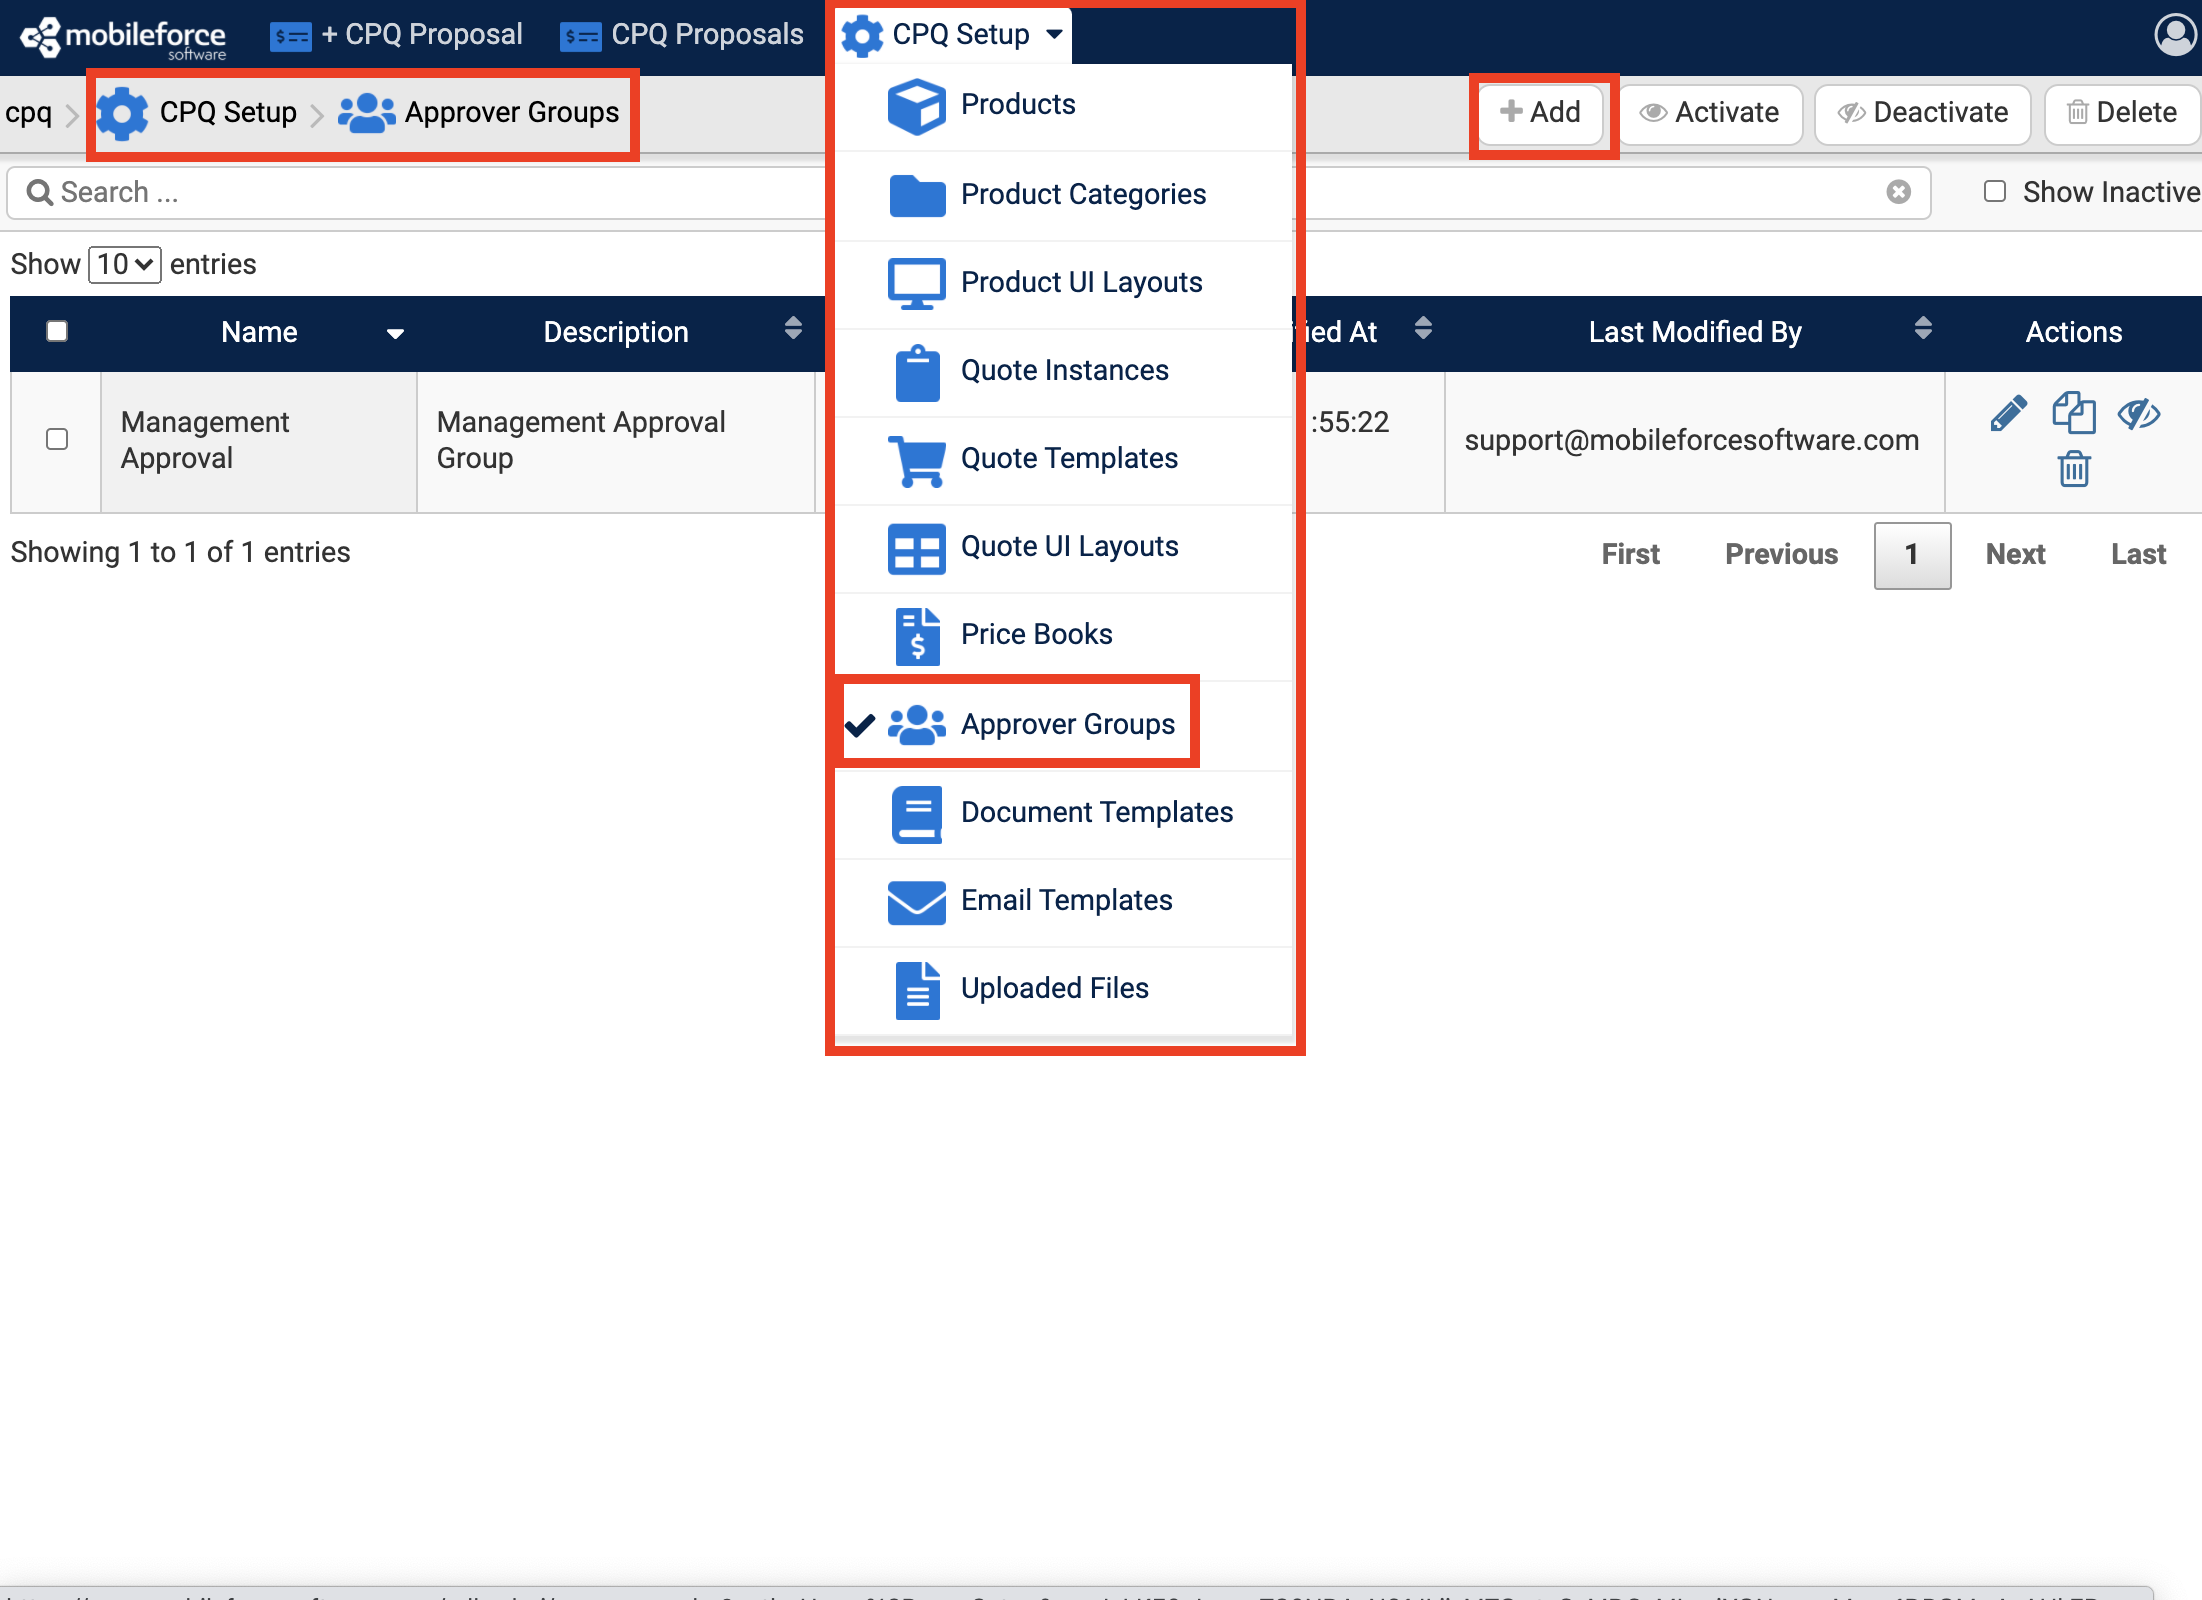 mobileforce
software
+ CPQ Proposal
CPQ Proposals
CPQ Setup
cpq
CPQ Setup
Approver Groups
Add
Activate
Deactivate
Delete
Search ...
Show Inactive
Show 10 entries
Name
Description
ified At
Last Modified By
Actions
Management
Approval
Management Approval
Group
:55:22
support@mobileforcesoftware.com
Showing 1 to 1 of 1 entries
First
Previous
1
Next
Last
Products
Product Categories
Product UI Layouts
Quote Instances
Quote Templates
Quote UI Layouts
Price Books
Approver Groups
Document Templates
Email Templates
Uploaded Files